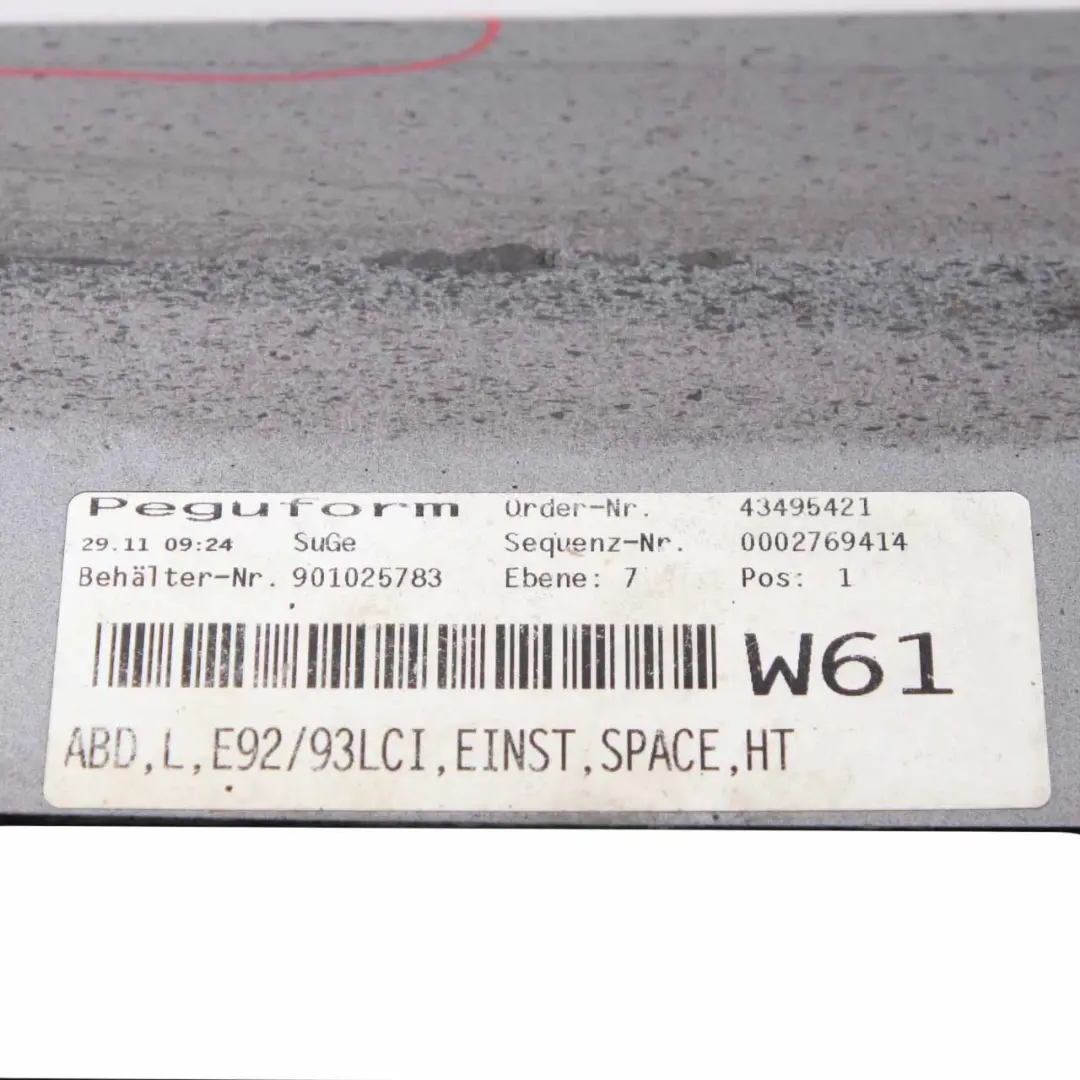 Peguform Order-Nr. 43495421
29.11 09:24 SuGe Sequenz-Nr. 0002769414
Behälter-Nr. 901025783 Ebene: 7 Pos: 1
W61
ABD,L,E92/93LCI,EINST,SPACE,HT